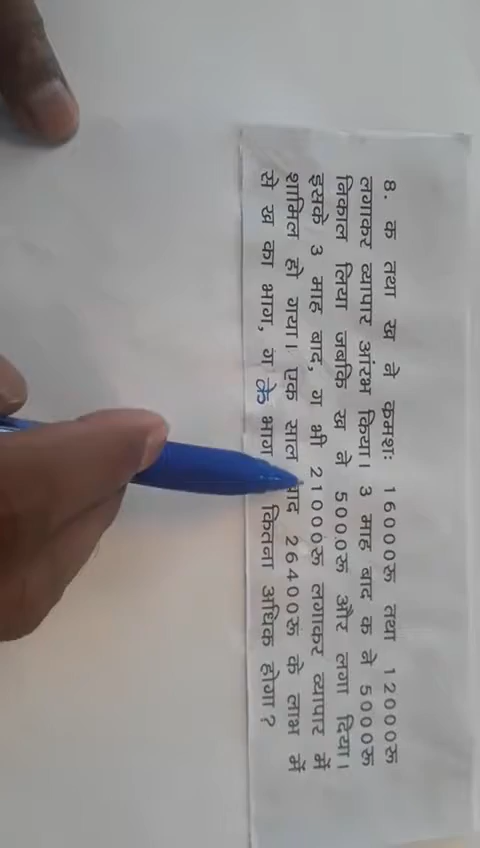 8. क तथा ख ने कमशः 16000रू तथा 12000रू
लगाकर व्यापार आंरभ किया। 3 माह बाद क ने 5000रू
निकाल लिया जबकि ख ने 5000रू और लगा दिया।
इसके 3 माह बाद, ग भी 21000रू लगाकर व्यापार में
शामिल हो गया। एक साल बाद 26400रू के लाभ में
से ख का भाग, ग के भाग कितना अधिक होगा?